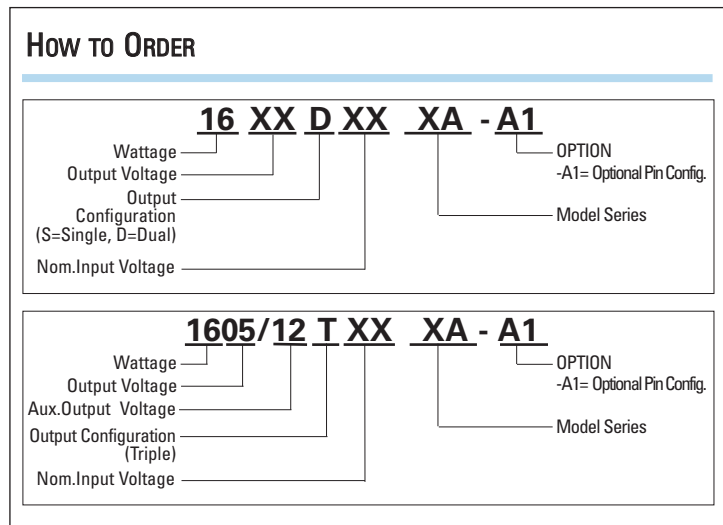 HOW TO ORDER
16 XX D XX XA - A1
Wattage
Output Voltage
Output
Configuration
(S=Single, D=Dual)
Nom.Input Voltage
OPTION
-A1= Optional Pin Config.
Model Series
1605/12 T XX XA - A1
Wattage
Output Voltage
Aux.Output Voltage
Output Configuration
(Triple)
Nom.Input Voltage
OPTION
-A1= Optional Pin Config.
Model Series